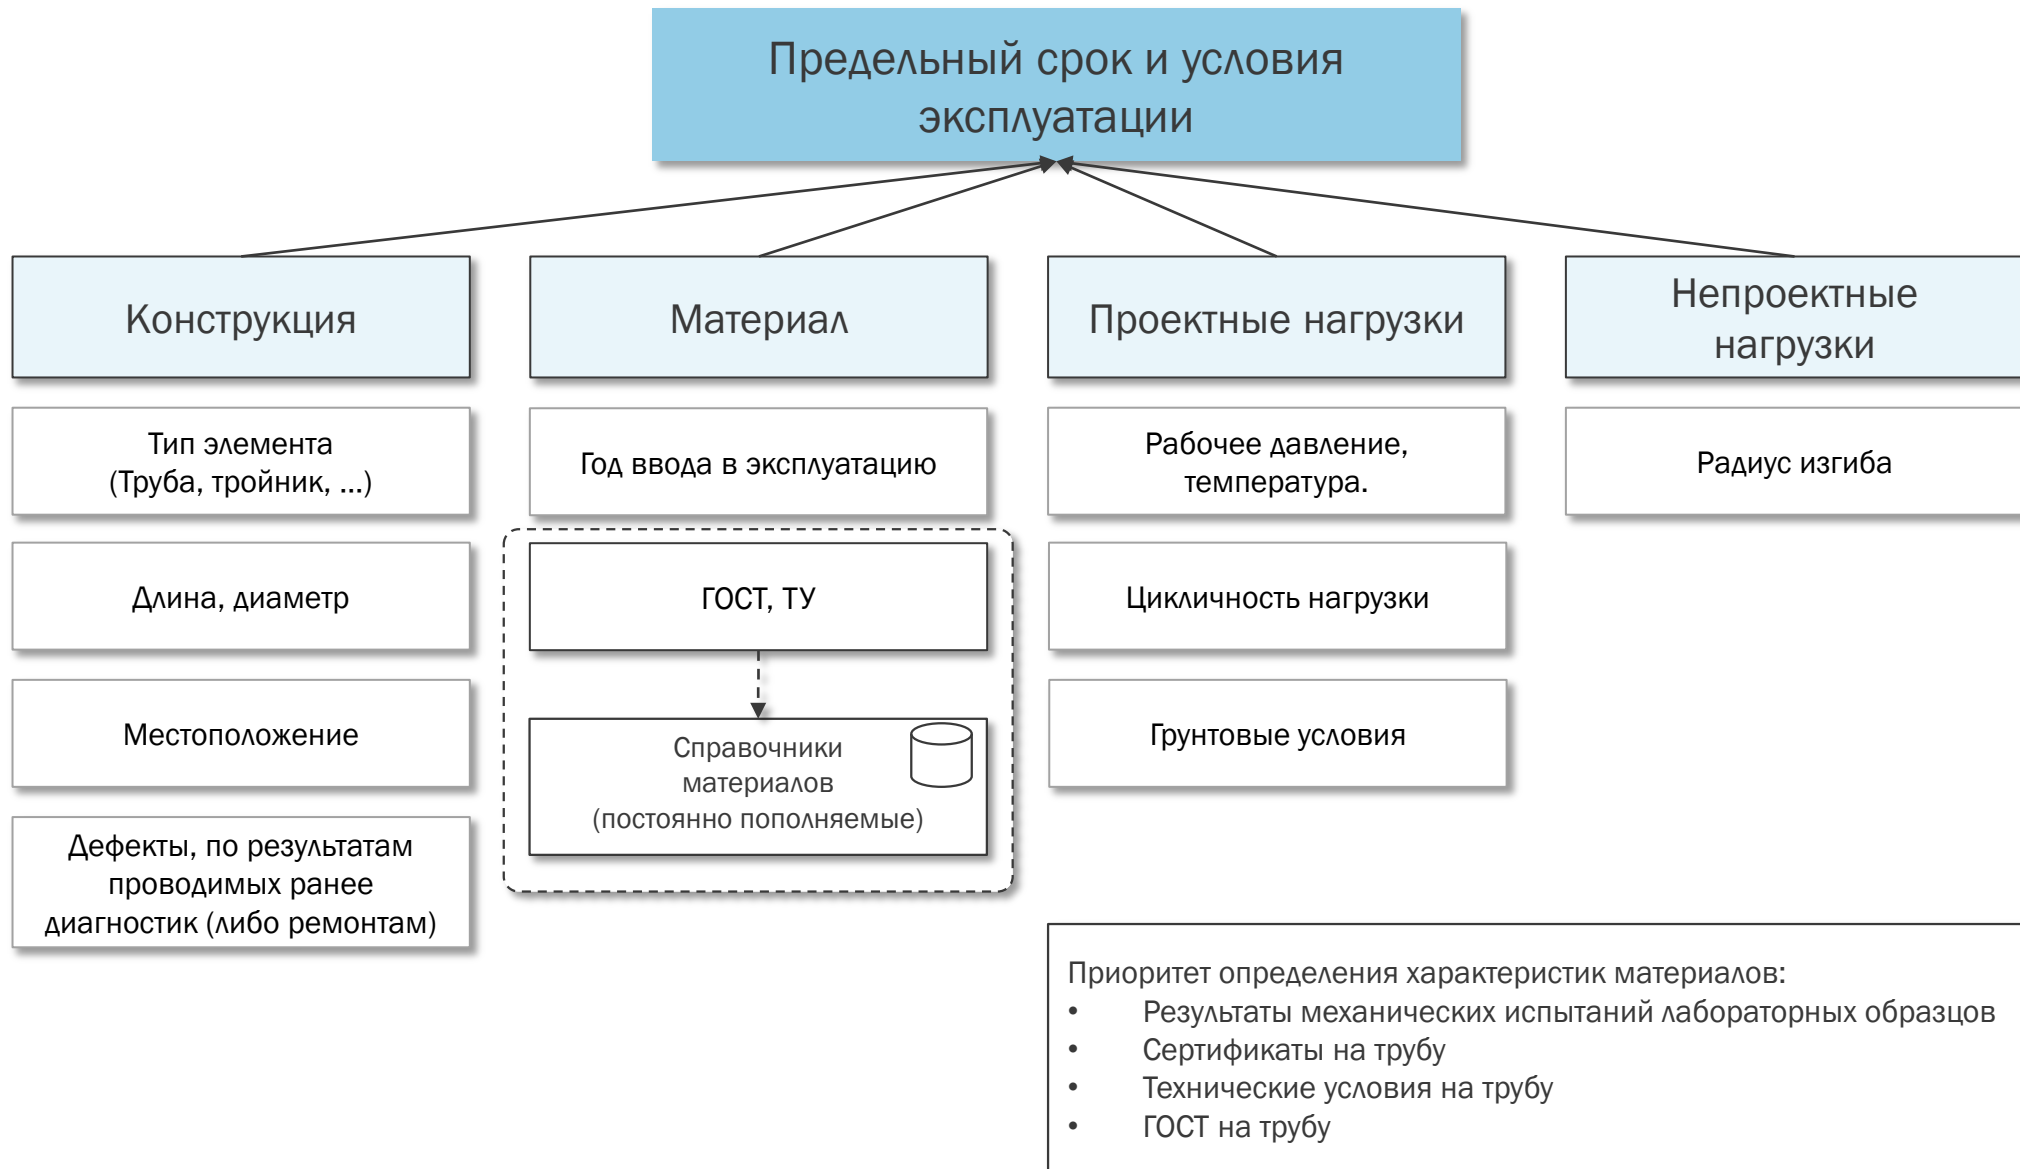 Предельный срок и условия
эксплуатации
Конструкция
Материал
Проектные нагрузки
Непроектные
нагрузки
Тип элемента
(Труба, тройник, ...)
Год ввода в эксплуатацию
Рабочее давление,
температура.
Радиус изгиба
Длина, диаметр
ГОСТ, ТУ
Цикличность нагрузки
Местоположение
Справочники
материалов
(постоянно пополняемые)
Грунтовые условия
Дефекты, по результатам
проводимых ранее
диагностик (либо ремонтам)
Приоритет определения характеристик материалов:
• Результаты механических испытаний лабораторных образцов
• Сертификаты на трубу
• Технические условия на трубу
• ГОСТ на трубу